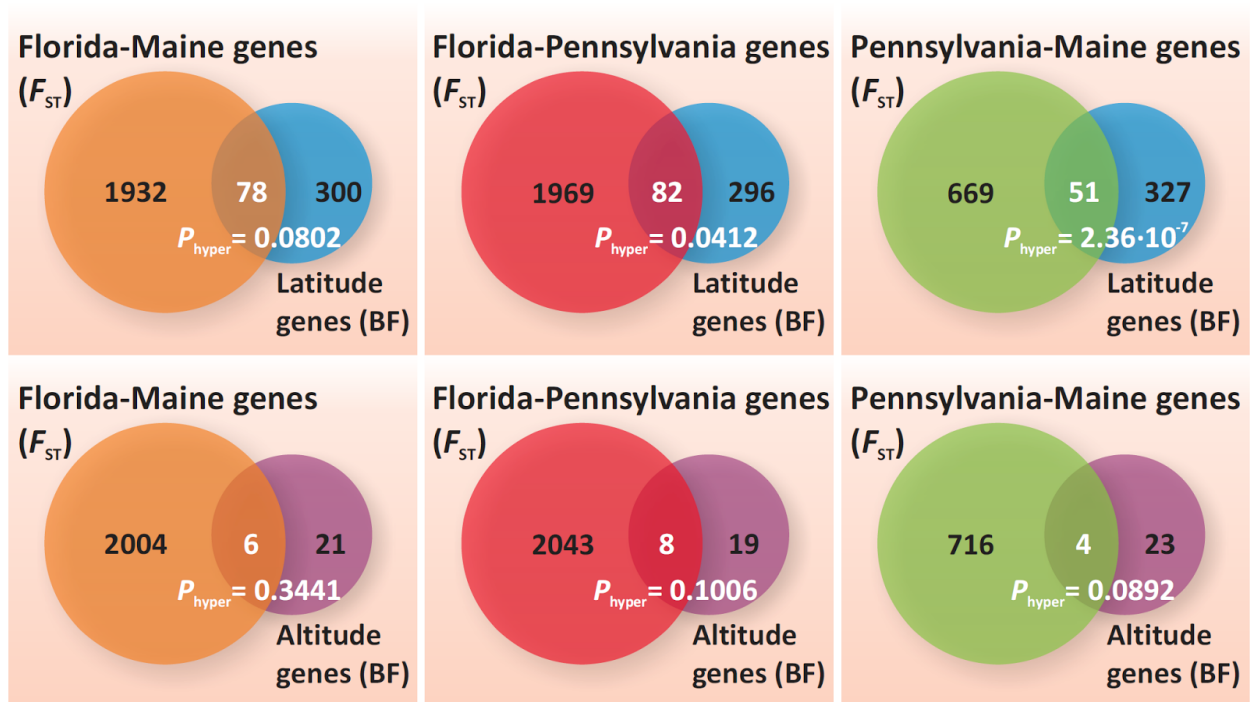 Florida-Maine genes
(FST)
1932
78
300
Phyper= 0.0802
Latitude
genes (BF)
Florida-Pennsylvania genes
(FST)
1969
82
296
Phyper= 0.0412
Latitude
genes (BF)
Pennsylvania-Maine genes
(FST)
669
51
327
Phyper= 2.36·10-7
Latitude
genes (BF)
Florida-Maine genes
(FST)
2004
6
21
Phyper= 0.3441
Altitude
genes (BF)
Florida-Pennsylvania genes
(FST)
2043
8
19
Phyper= 0.1006
Altitude
genes (BF)
Pennsylvania-Maine genes
(FST)
716
4
23
Phyper= 0.0892
Altitude
genes (BF)